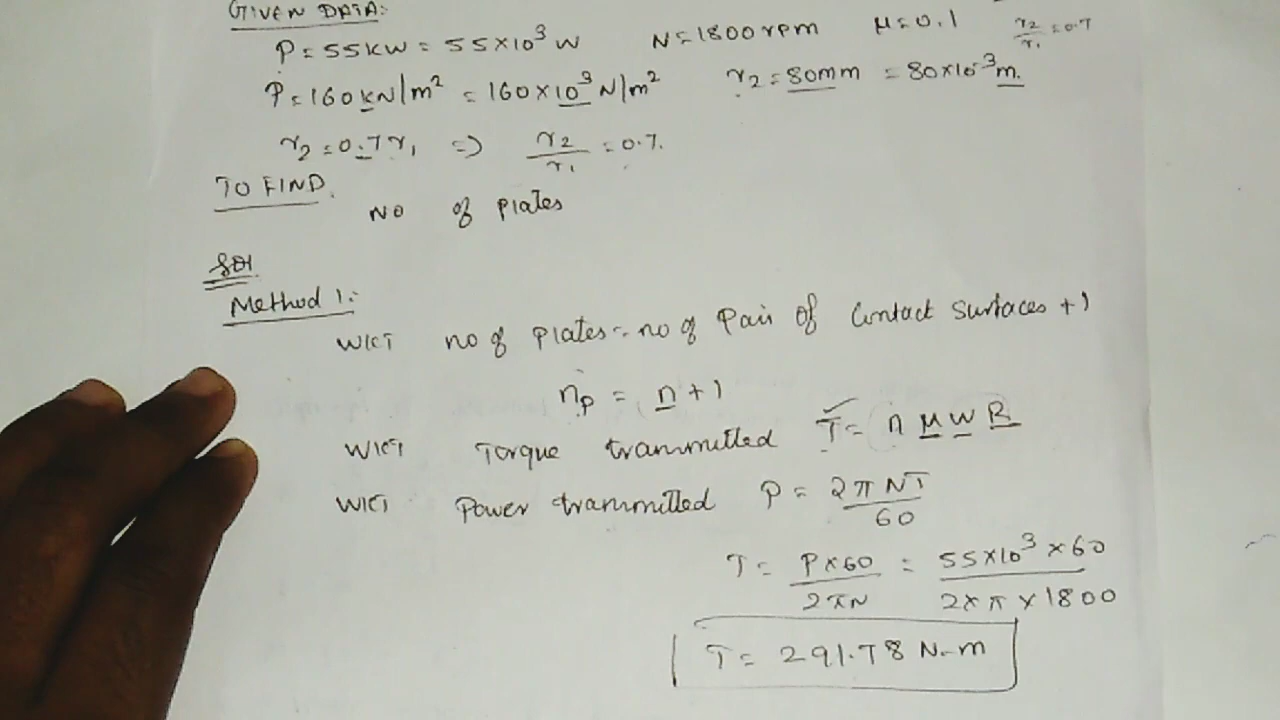 GIVEN DATA:
P = 55KW = 55×10³ W N=1800 rpm μ=0.1 r₂/r₁ =0.7
P = 160 KN/m² = 160×10³ N/m² r₂ = 80mm = 80×10⁻³ m.
r₂ = 0.7 r₁ => r₂/r₁ = 0.7.
TO FIND.
NO of Plates
Sol
Method 1:
WKT no of Plates = no of Pair of Contact Surfaces +1
nₚ = n+1
WKT Torque transmitted T = n μ W R
WKT Power transmitted P = 2πNT/60
T = P×60/2πN = 55×10³ ×60/2×π×1800
T = 291.78 N-m